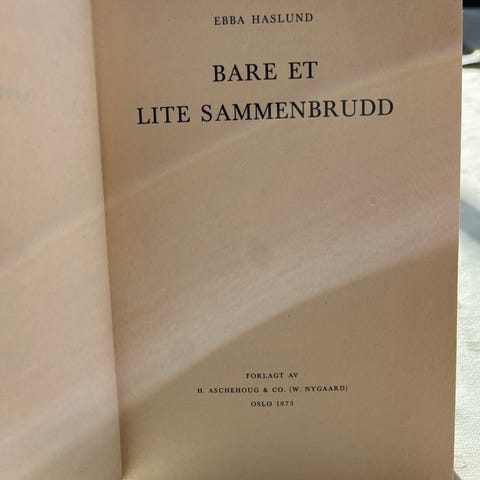 EBBA HASLUND
BARE ET
LITE SAMMENBRUDD
FORLAGT AV
H. ASCHEHOUG & CO. (W. NYGAARD)
OSLO 1975